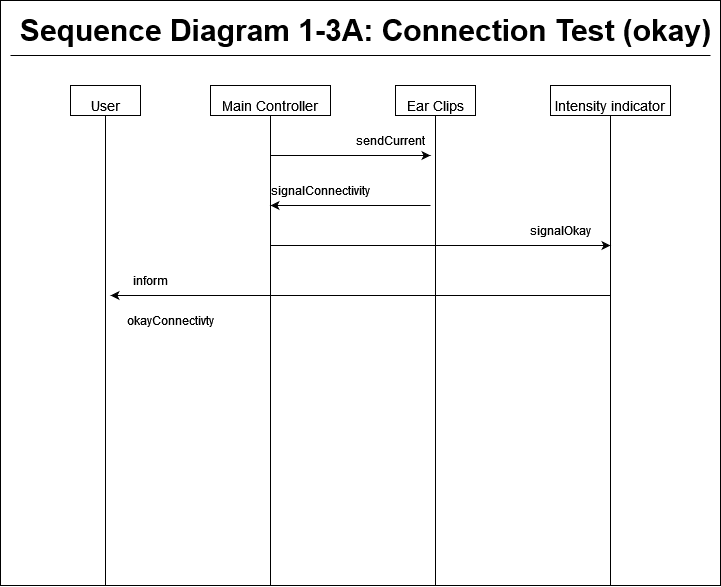 Sequence Diagram 1-3A: Connection Test (okay)
User
Main Controller
Ear Clips
Intensity indicator
sendCurrent
signalConnectivity
signalOkay
inform
okayConnectivty